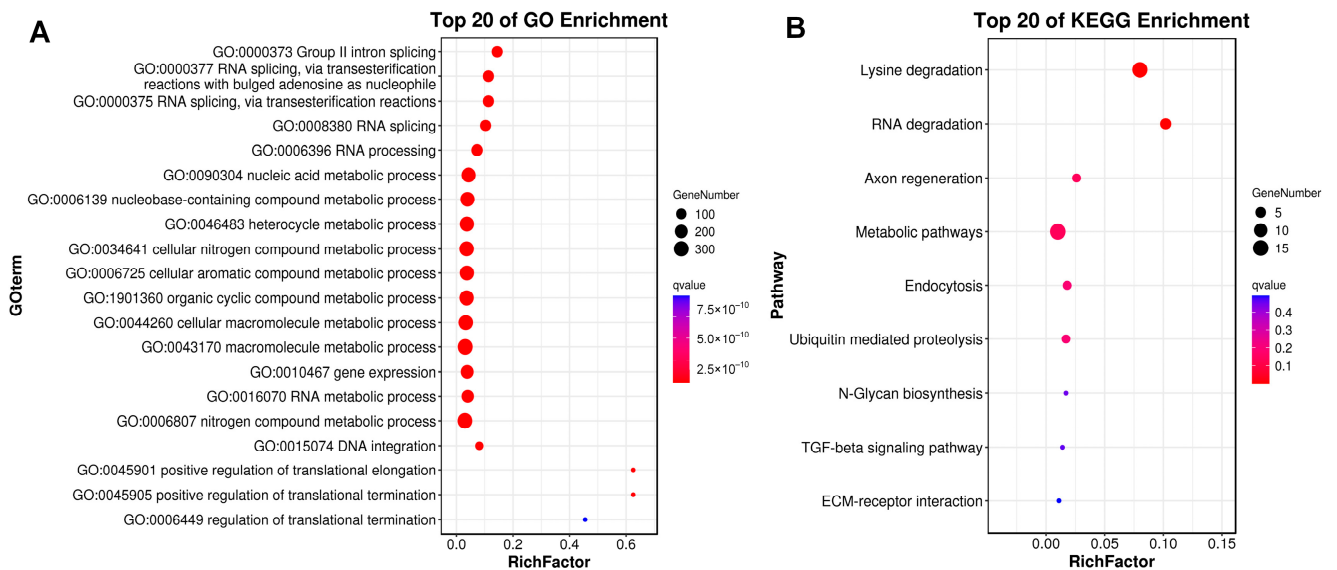 A
Top 20 of GO Enrichment
GO:0000373 Group II intron splicing
GO:0000377 RNA splicing, via transesterification
reactions with bulged adenosine as nucleophile
GO:0000375 RNA splicing, via transesterification reactions
GO:0008380 RNA splicing
GO:0006396 RNA processing
GO:0090304 nucleic acid metabolic process
GO:0006139 nucleobase-containing compound metabolic process
GO:0046483 heterocycle metabolic process
GO:0034641 cellular nitrogen compound metabolic process
GO:0006725 cellular aromatic compound metabolic process
GO:1901360 organic cyclic compound metabolic process
GO:0044260 cellular macromolecule metabolic process
GO:0043170 macromolecule metabolic process
GO:0010467 gene expression
GO:0016070 RNA metabolic process
GO:0006807 nitrogen compound metabolic process
GO:0015074 DNA integration
GO:0045901 positive regulation of translational elongation
GO:0045905 positive regulation of translational termination
GO:0006449 regulation of translational termination
GOterm
0.0 0.2 0.4 0.6
RichFactor
GeneNumber
100
200
300
qvalue
7.5×10⁻¹⁰
5.0×10⁻¹⁰
2.5×10⁻¹⁰
B
Top 20 of KEGG Enrichment
Lysine degradation
RNA degradation
Axon regeneration
Metabolic pathways
Endocytosis
Ubiquitin mediated proteolysis
N-Glycan biosynthesis
TGF-beta signaling pathway
ECM-receptor interaction
Pathway
0.00 0.05 0.10 0.15
RichFactor
GeneNumber
5
10
15
qvalue
0.4
0.3
0.2
0.1